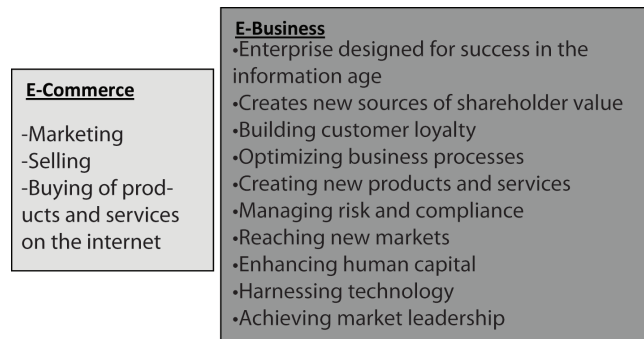 E-Commerce
-Marketing
-Selling
-Buying of prod-
ucts and services
on the internet
E-Business
•Enterprise designed for success in the
information age
•Creates new sources of shareholder value
•Building customer loyalty
•Optimizing business processes
•Creating new products and services
•Managing risk and compliance
•Reaching new markets
•Enhancing human capital
•Harnessing technology
•Achieving market leadership